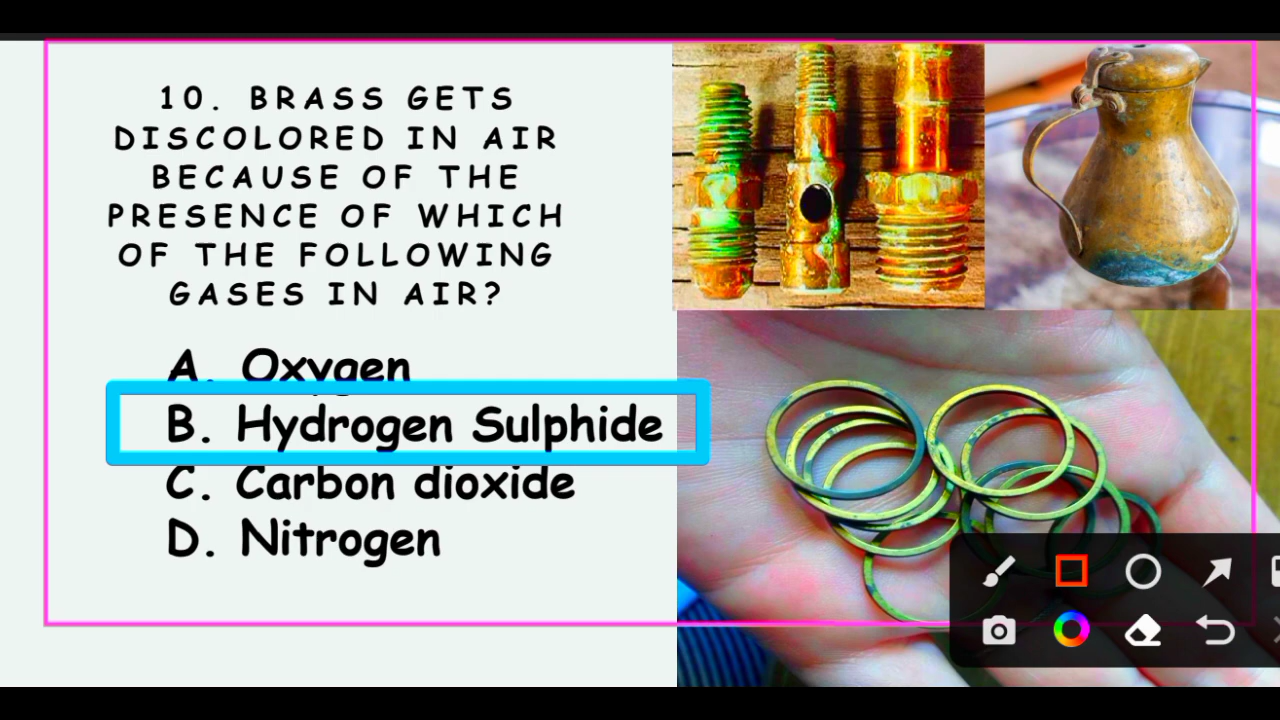 10. BRASS GETS
DISCOLORED IN AIR
BECAUSE OF THE
PRESENCE OF WHICH
OF THE FOLLOWING
GASES IN AIR?
A. Oxygen
B. Hydrogen Sulphide
C. Carbon dioxide
D. Nitrogen